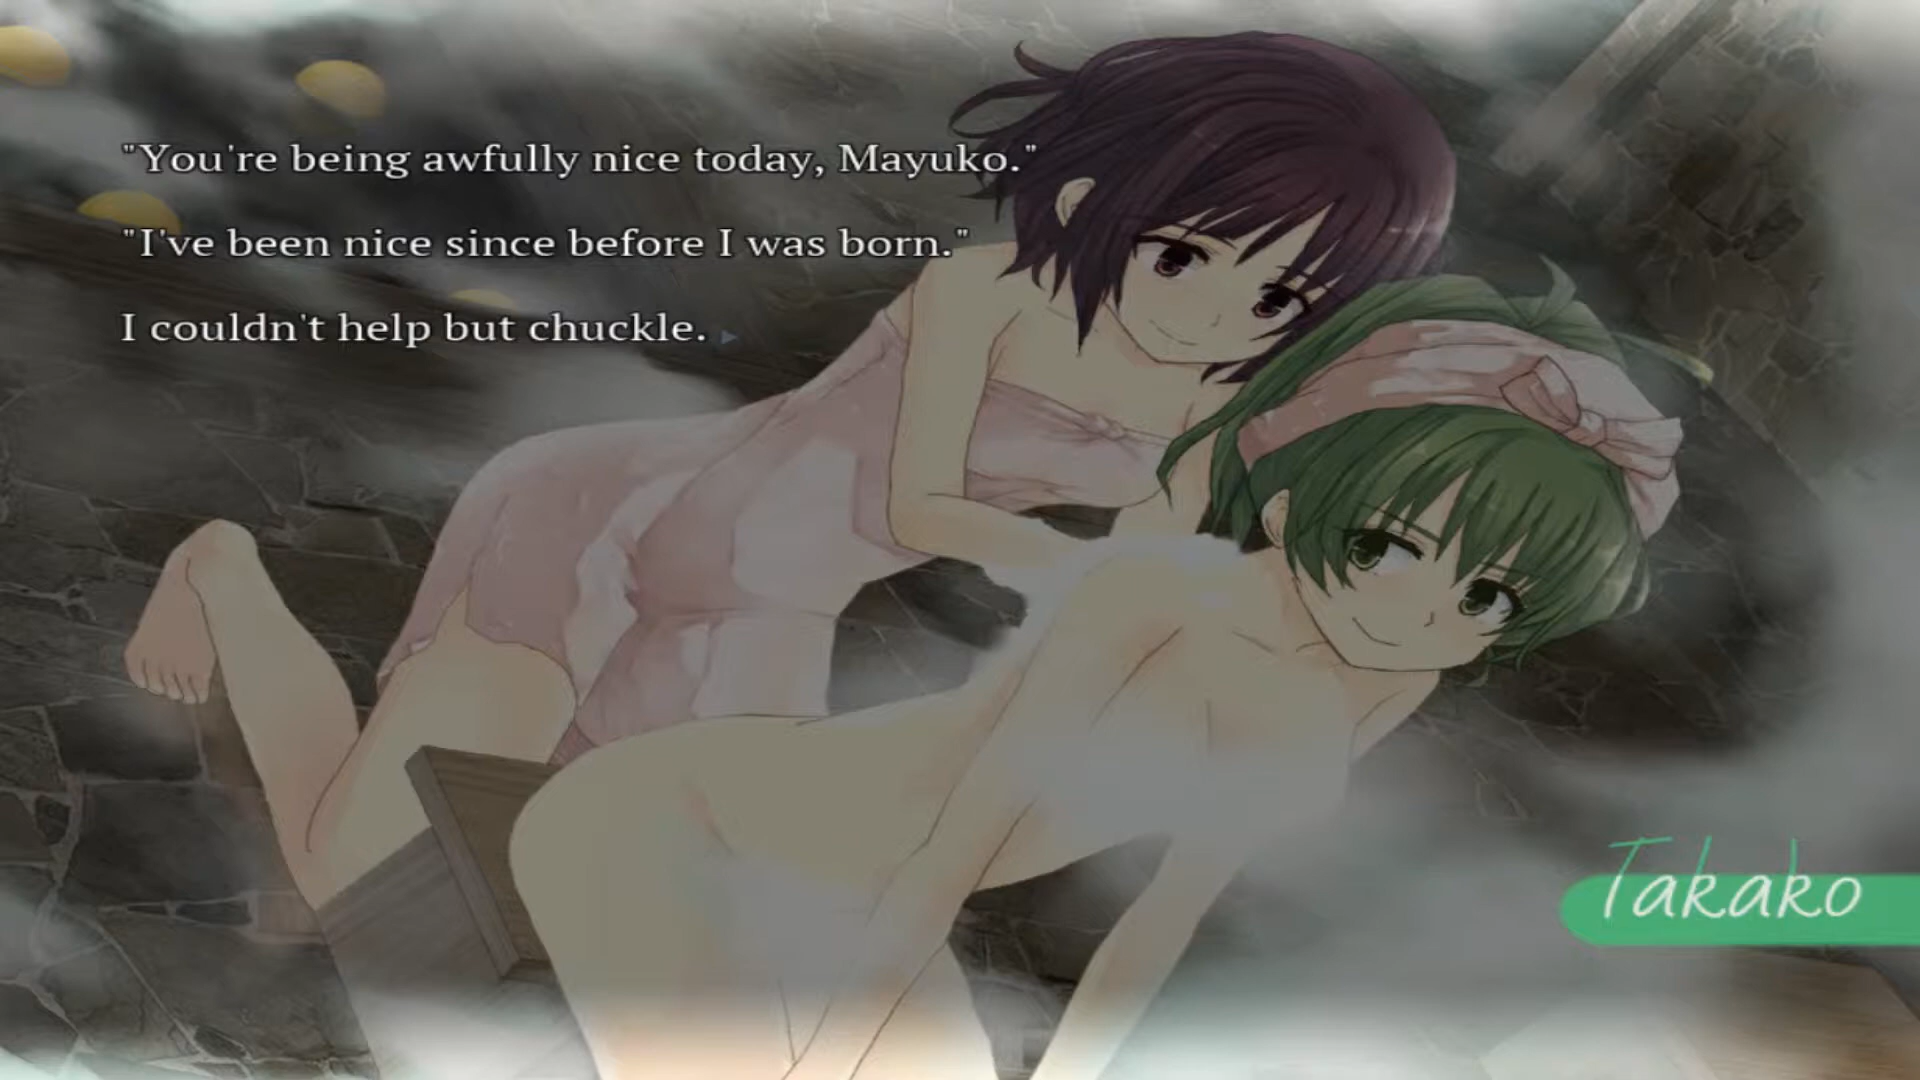 "You're being awfully nice today, Mayuko."
"I've been nice since before I was born."
I couldn't help but chuckle.
Takako